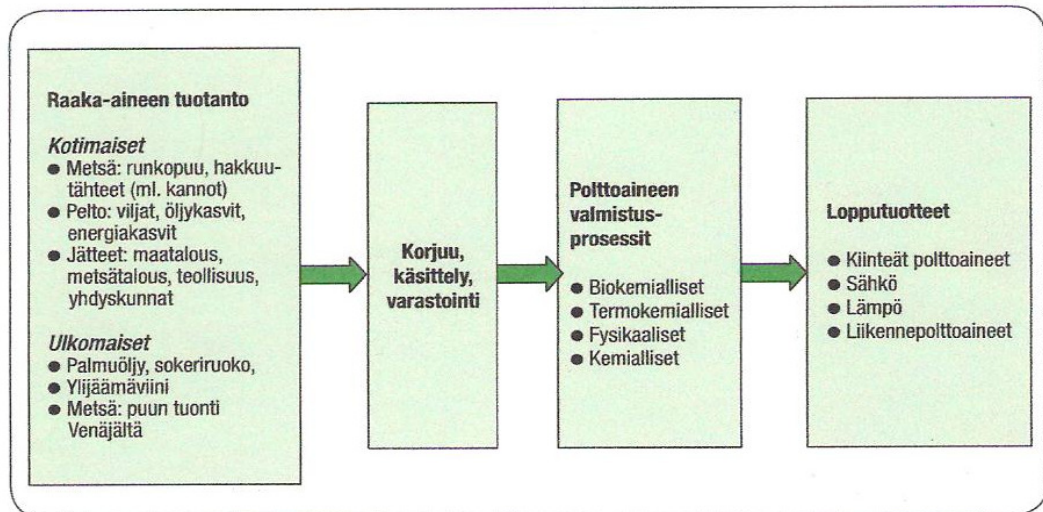 Raaka-aineen tuotanto
Kotimaiset
● Metsä: runkopuu, hakkuu-
tähteet (ml. kannot)
● Pelto: viljat, öljykasvit,
energiakasvit
● Jätteet: maatalous,
metsätalous, teollisuus,
yhdyskunnat
Ulkomaiset
● Palmuöljy, sokeriruoko,
● Ylijäämäviini
● Metsä: puun tuonti
Venäjältä
Korjuu,
käsittely,
varastointi
Polttoaineen
valmistus-
prosessit
● Biokemialliset
● Termokemialliset
● Fysikaaliset
● Kemialliset
Lopputuotteet
● Kiinteät polttoaineet
● Sähkö
● Lämpö
● Liikennepolttoaineet